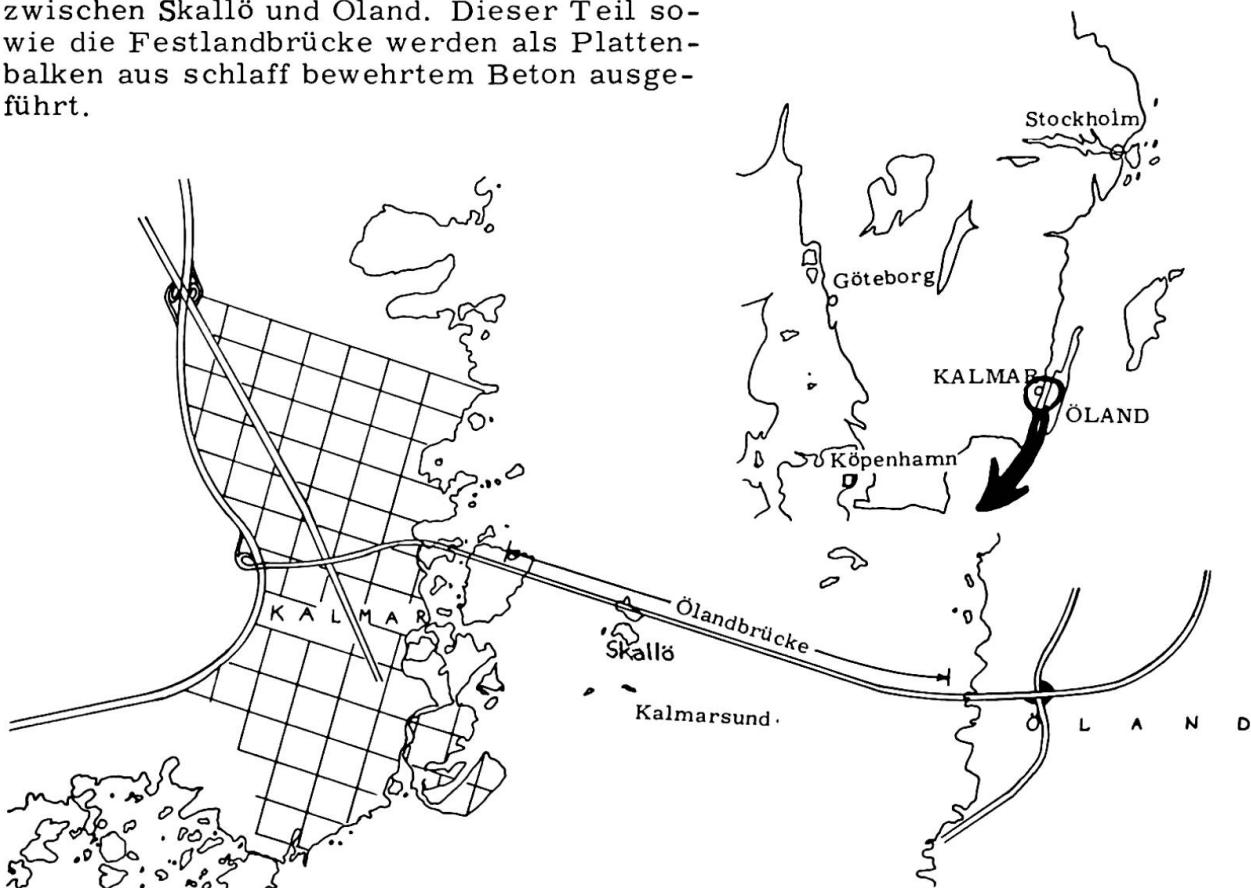 zwischen Skallö und Öland. Dieser Teil so-
wie die Festlandbrücke werden als Platten-
balken aus schlaff bewehrtem Beton ausge-
führt.
Stockholm
Göteborg
KALMAR
ÖLAND
Köpenhamn
KALMAR
Ölandbrücke
Skallö
Kalmarsund
ÖLAND